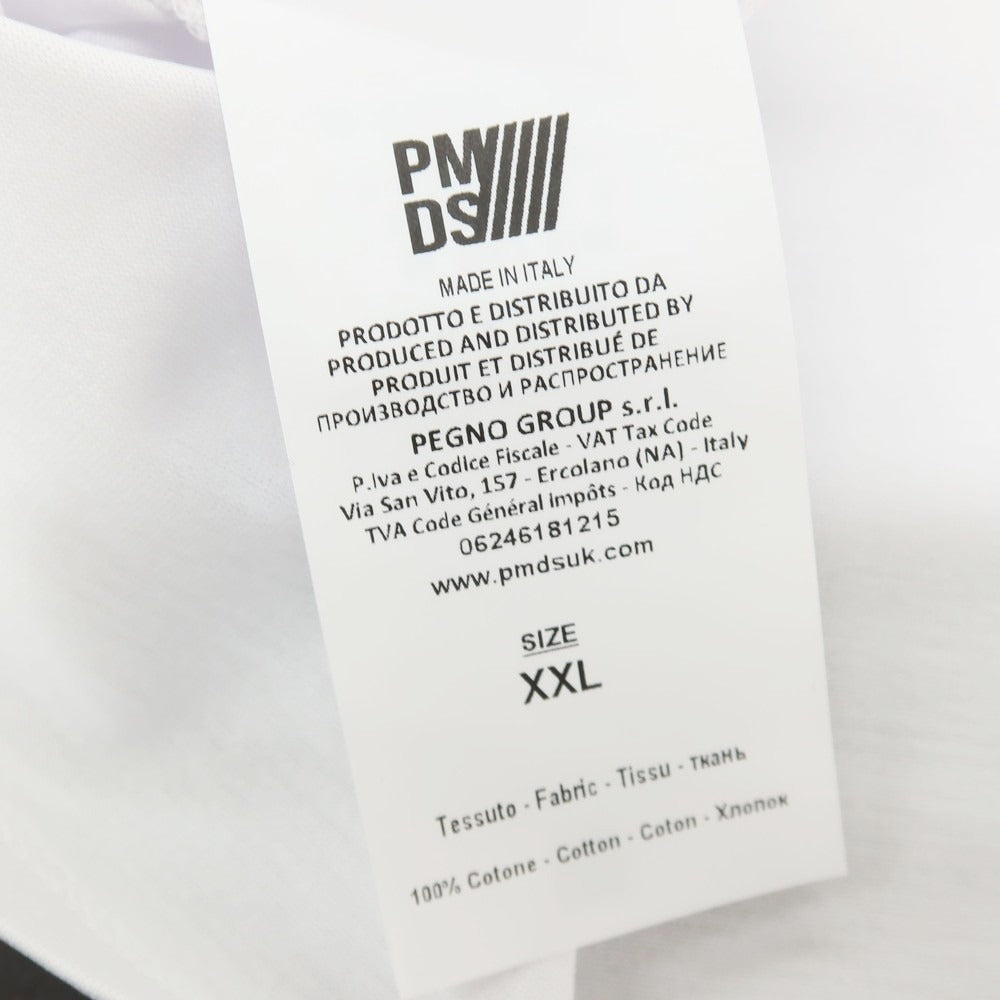 PM
DS
MADE IN ITALY
PRODOTTO E DISTRIBUITO DA
PRODUCED AND DISTRIBUTED BY
PRODUIT ET DISTRIBUÉ DE
ПРОИЗВОДСТВО И РАСПРОСТРАНЕНИЕ
PEGNO GROUP s.r.l.
P.Iva e Codice Fiscale - VAT Tax Code
Via San Vito, 157 - Ercolano (NA) - Italy
TVA Code Général Impôts - Код НДС
06246181215
www.pmdsuk.com
SIZE
XXL
Tessuto - Fabric - Tissu - ткань
100% Cotone - Cotton - Coton - Хлопок